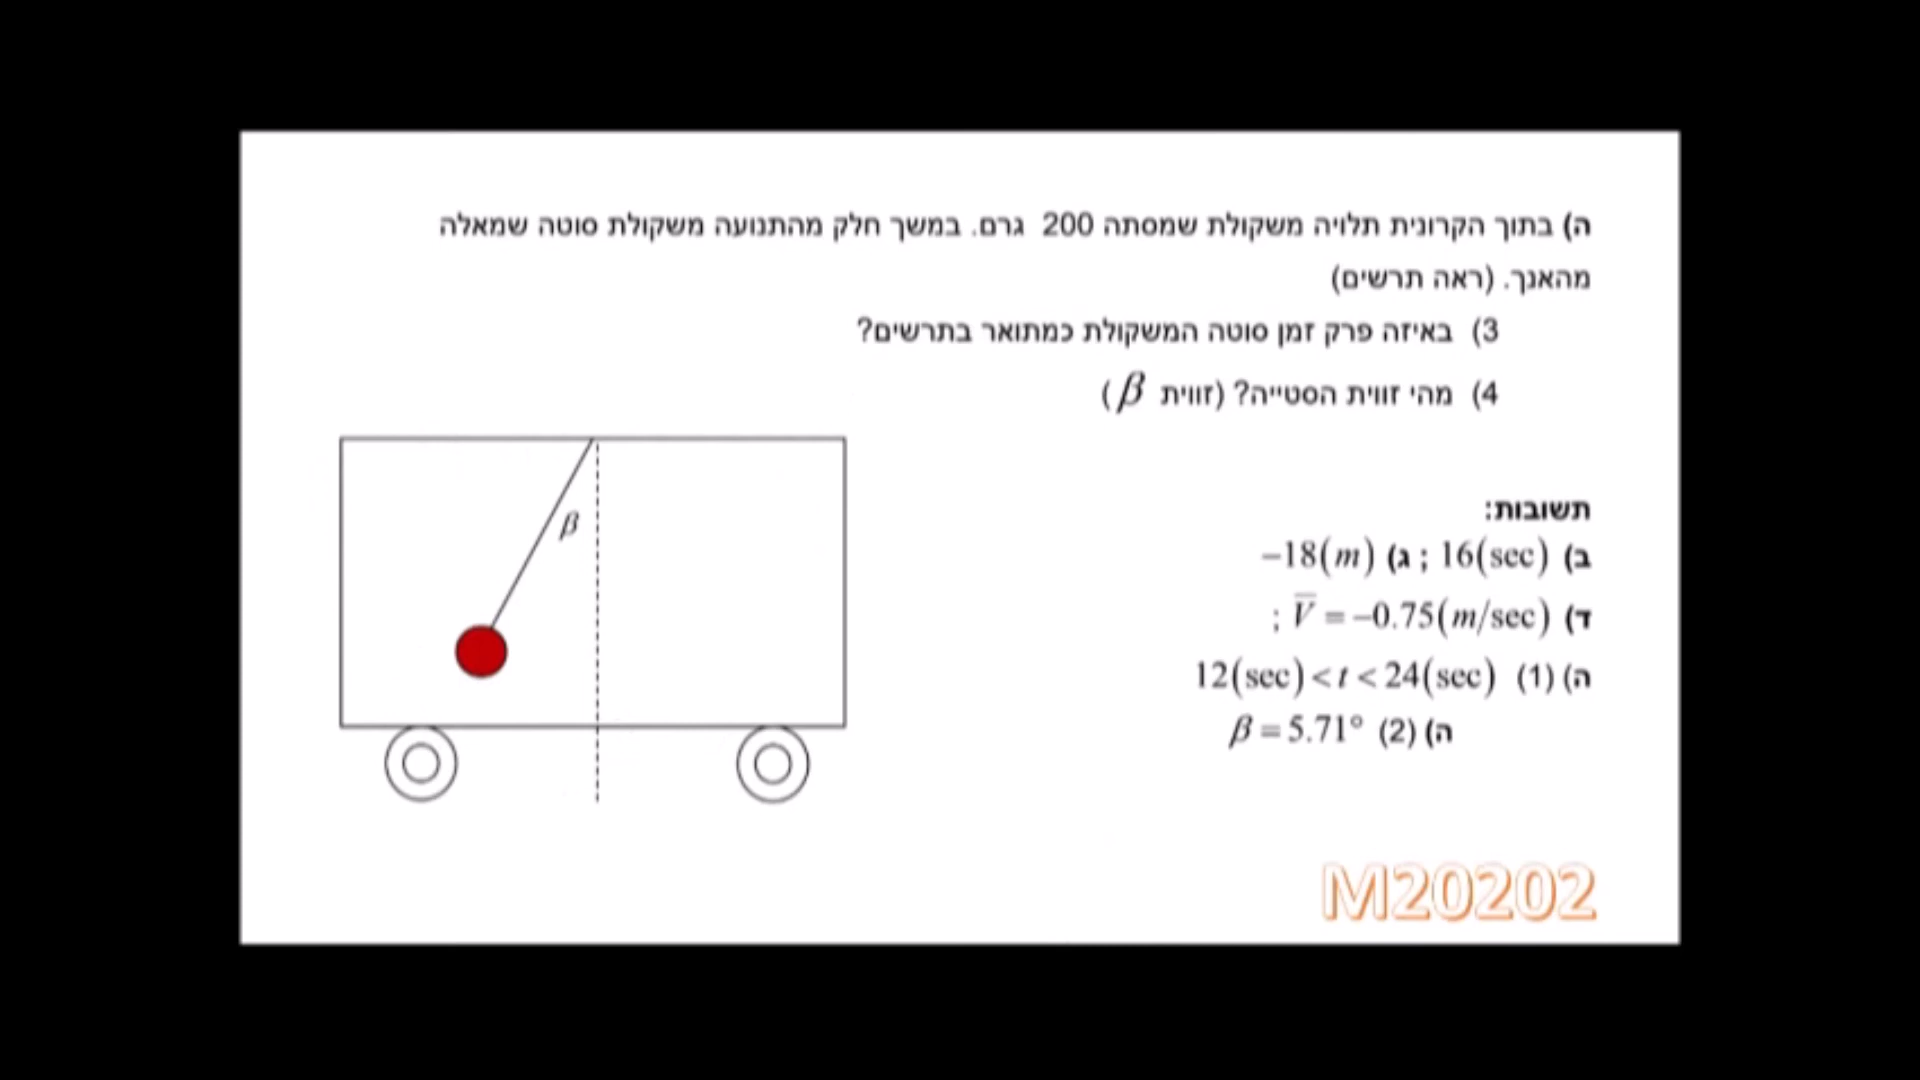 ה) בתוך הקרונית תלויה משקולת שמסתה 200 גרם. במשך חלק מהתנועה משקולת סוטה שמאלה
מהאנך. (ראה תרשים)
3) באיזה פרק זמן סוטה המשקולת כמתואר בתרשים?
4) מהי זווית הסטייה? (זווית β)
β
תשובות:
ב) 16(sec) ; ג) −18(m)
ד) V̅ = −0.75(m/sec) ;
ה) (1) 12(sec) < t < 24(sec)
ה) (2) β = 5.71°
M20202